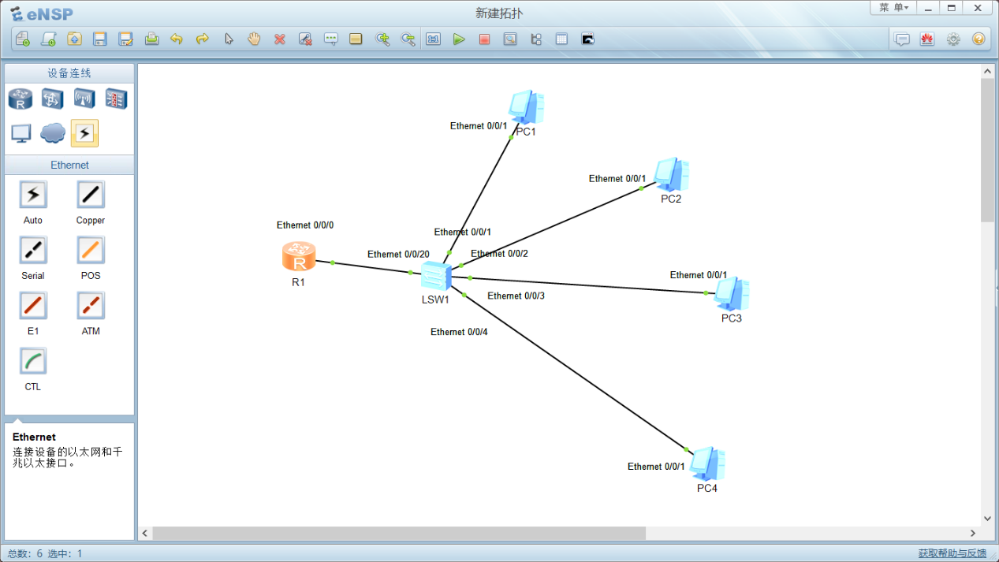 eNSP
新建拓扑
菜 单
设备连线
R
Ethernet
Auto
Copper
Serial
POS
E1
ATM
CTL
Ethernet
连接设备的以太网和千
兆以太接口。
Ethernet 0/0/1
PC1
Ethernet 0/0/1
PC2
Ethernet 0/0/0
Ethernet 0/0/1
Ethernet 0/0/20
Ethernet 0/0/2
R
R1
LSW1
Ethernet 0/0/3
Ethernet 0/0/1
PC3
Ethernet 0/0/4
Ethernet 0/0/1
PC4
总数: 6 选中: 1
获取帮助与反馈